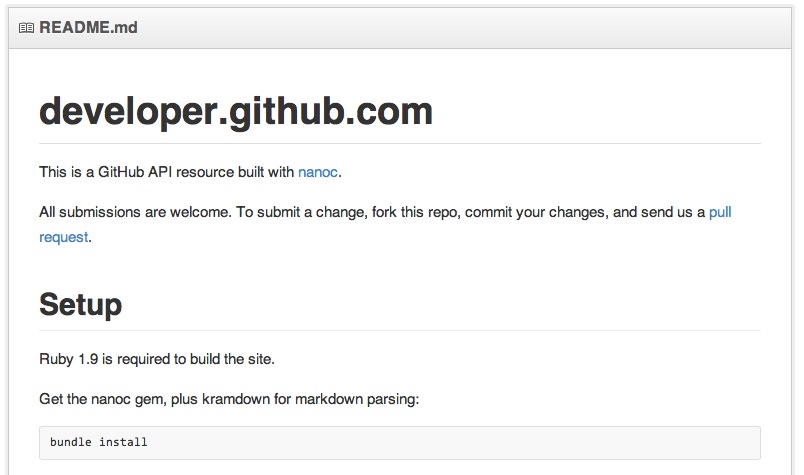 README.md
developer.github.com
This is a GitHub API resource built with nanoc.
All submissions are welcome. To submit a change, fork this repo, commit your changes, and send us a pull
request.
Setup
Ruby 1.9 is required to build the site.
Get the nanoc gem, plus kramdown for markdown parsing:
bundle install